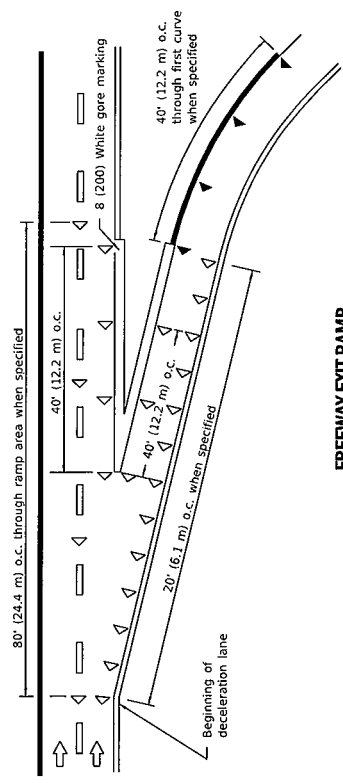 80' (24.4 m) o.c. through ramp area when specified
40' (12.2 m) o.c.
8 (200) White gore marking
40' (12.2 m) o.c.
through first curve
when specified
40' (12.2 m) o.c.
20' (6.1 m) o.c. when specified
Beginning of
deceleration lane
FREEWAY EXIT RAMP